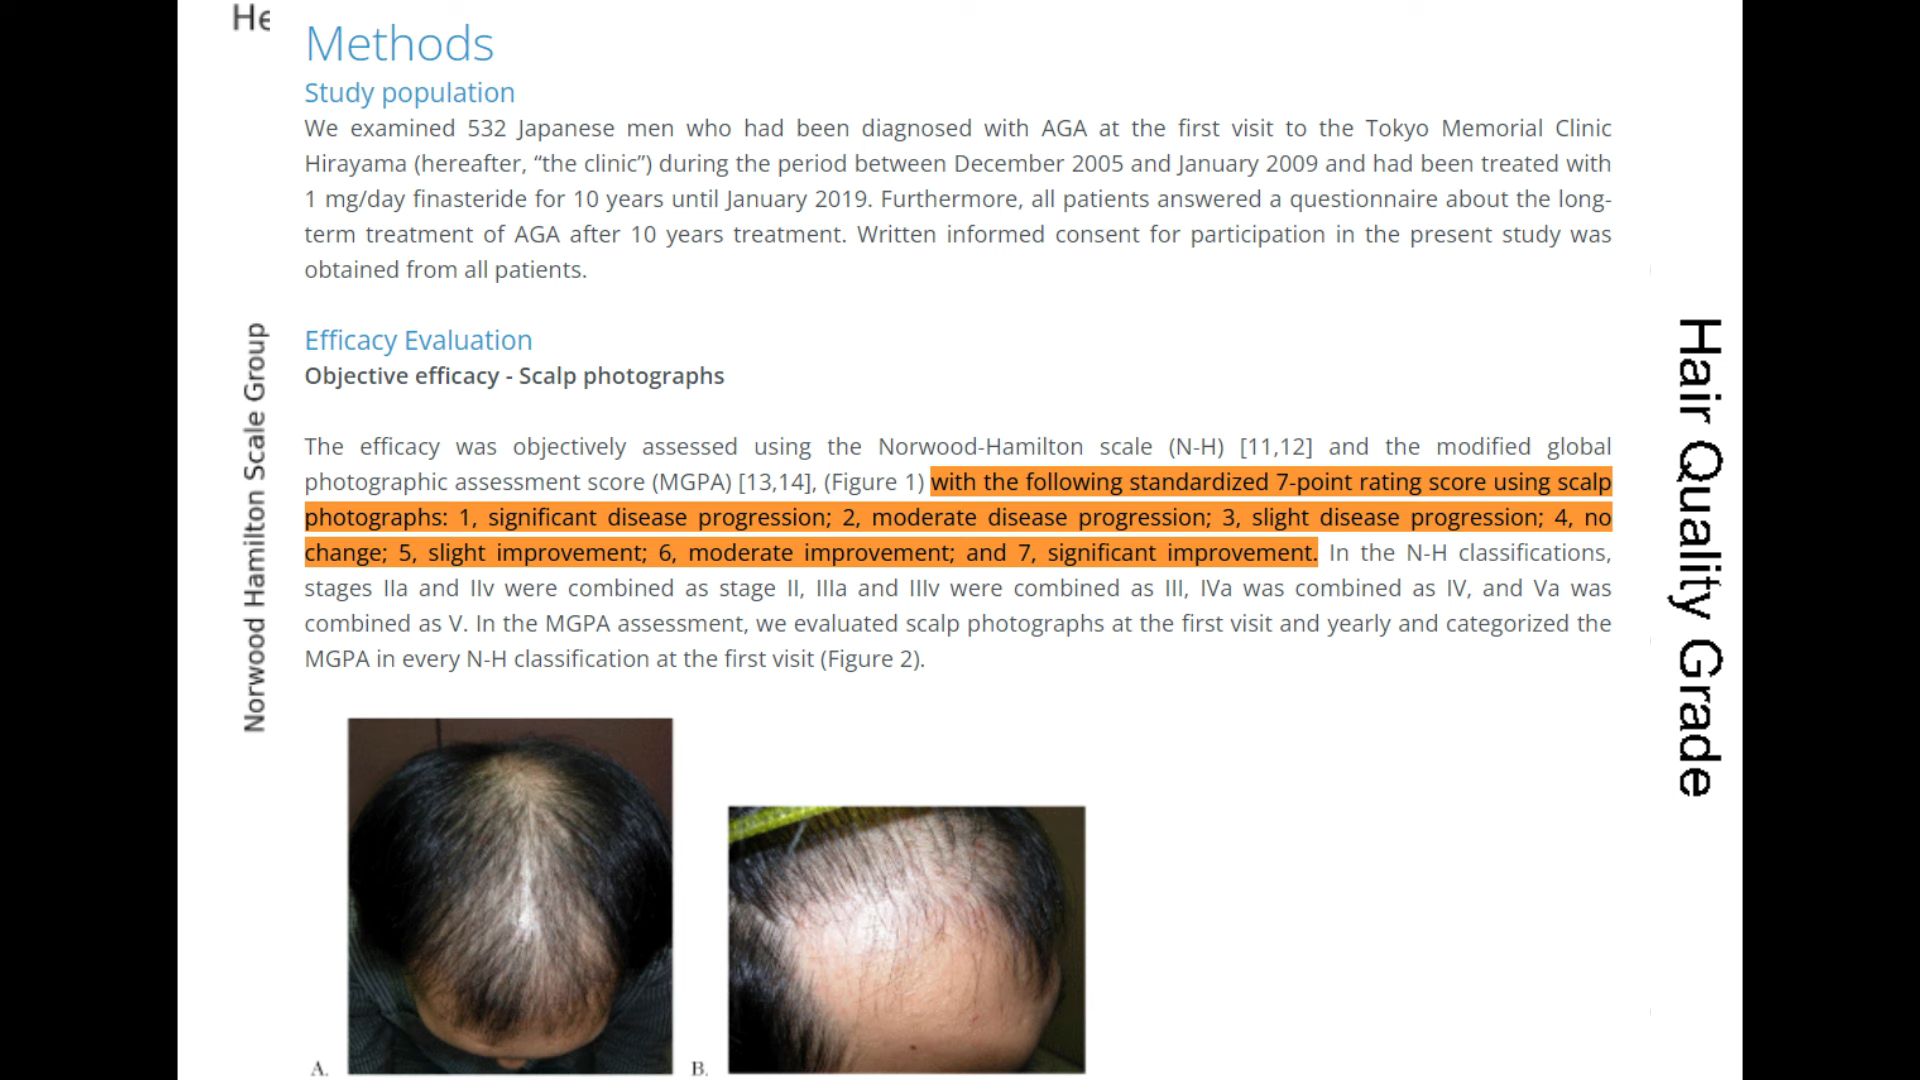 He
Methods
Study population
We examined 532 Japanese men who had been diagnosed with AGA at the first visit to the Tokyo Memorial Clinic
Hirayama (hereafter, “the clinic”) during the period between December 2005 and January 2009 and had been treated with
1 mg/day finasteride for 10 years until January 2019. Furthermore, all patients answered a questionnaire about the long-
term treatment of AGA after 10 years treatment. Written informed consent for participation in the present study was
obtained from all patients.
Efficacy Evaluation
Objective efficacy - Scalp photographs
The efficacy was objectively assessed using the Norwood-Hamilton scale (N-H) [11,12] and the modified global
photographic assessment score (MGPA) [13,14], (Figure 1) with the following standardized 7-point rating score using scalp
photographs: 1, significant disease progression; 2, moderate disease progression; 3, slight disease progression; 4, no
change; 5, slight improvement; 6, moderate improvement; and 7, significant improvement. In the N-H classifications,
stages IIa and IIv were combined as stage II, IIIa and IIIv were combined as III, IVa was combined as IV, and Va was
combined as V. In the MGPA assessment, we evaluated scalp photographs at the first visit and yearly and categorized the
MGPA in every N-H classification at the first visit (Figure 2).
Norwood Hamilton Scale Group
Hair Quality Grade
A.
B.